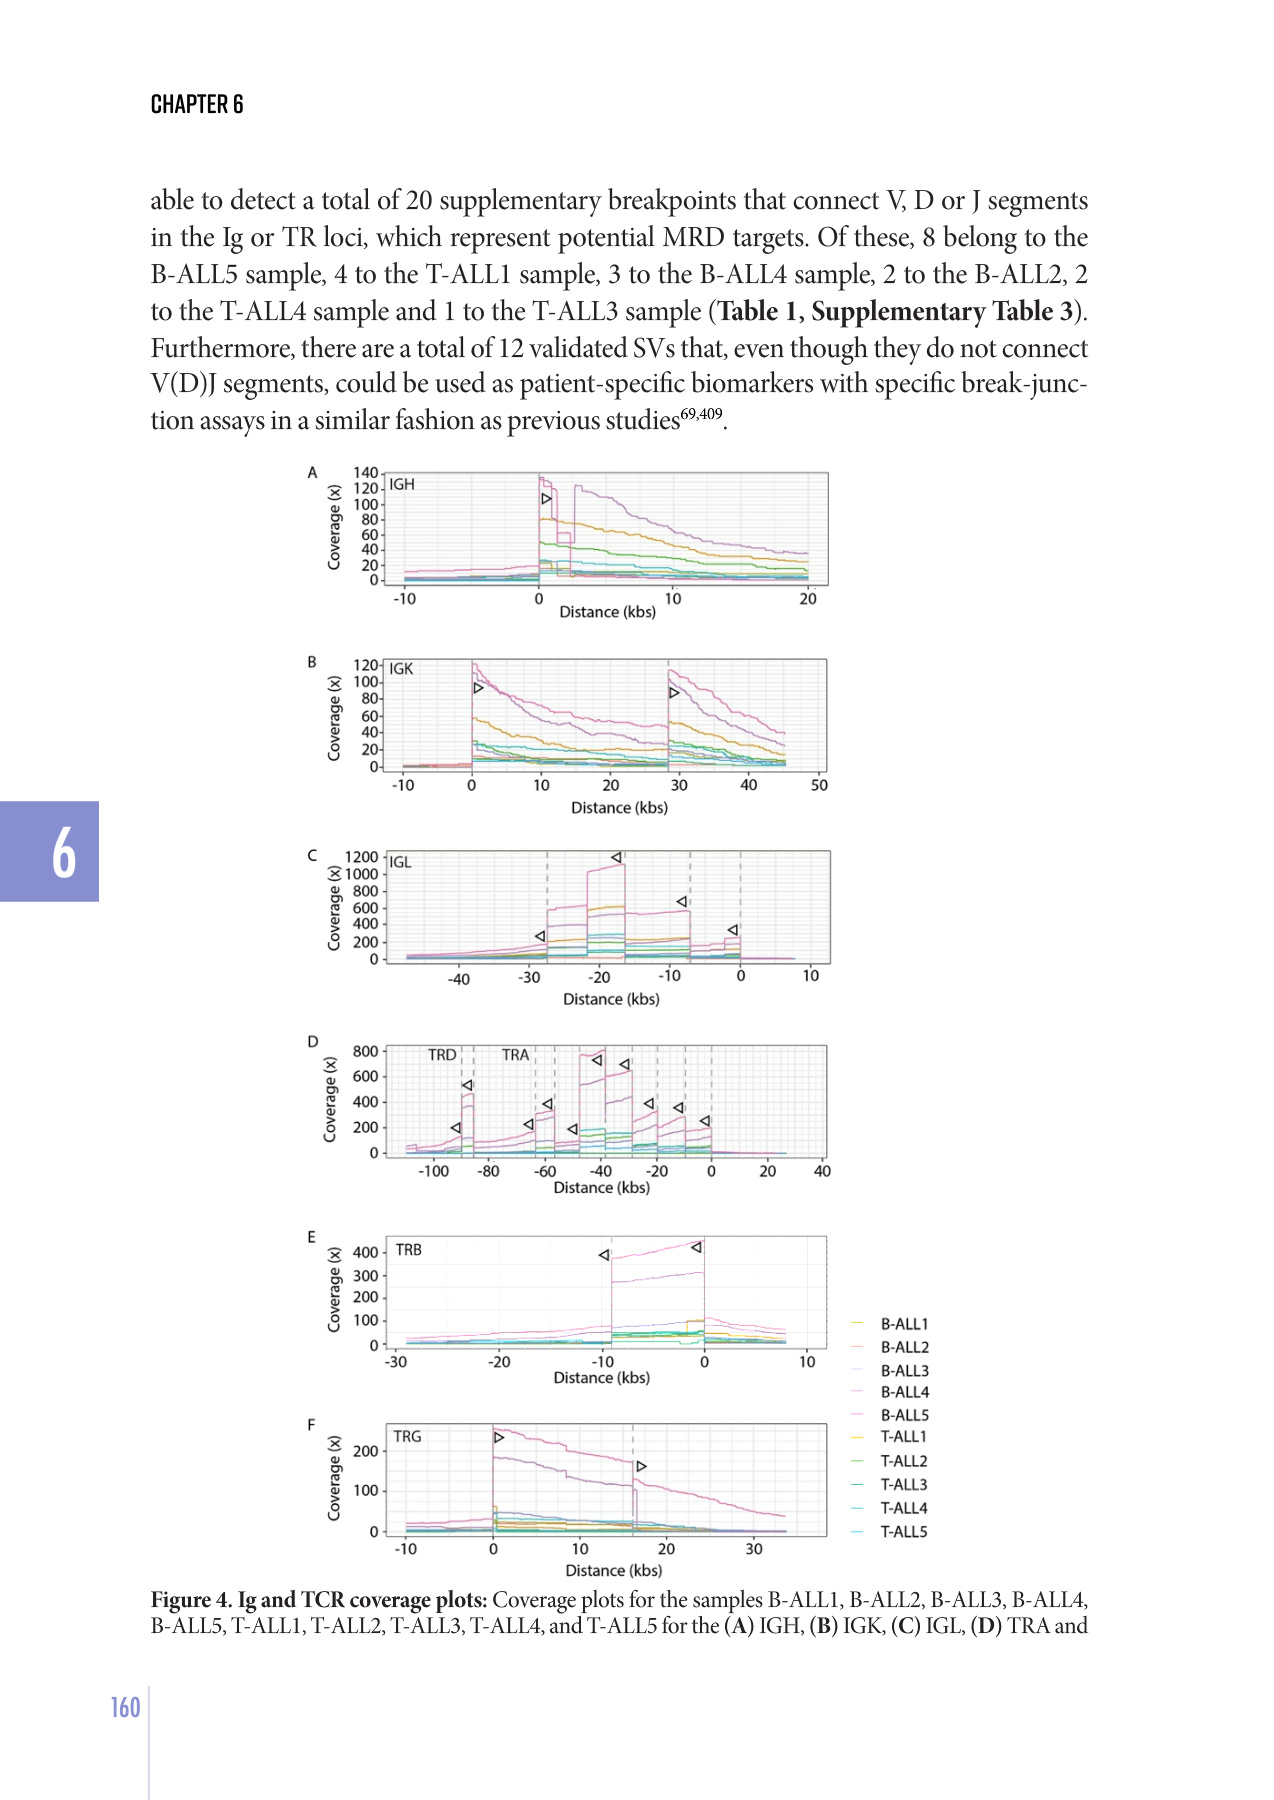 CHAPTER 6
able to detect a total of 20 supplementary breakpoints that connect V, D or J segments
in the Ig or TR loci, which represent potential MRD targets. Of these, 8 belong to the
B-ALL5 sample, 4 to the T-ALL1 sample, 3 to the B-ALL4 sample, 2 to the B-ALL2, 2
to the T-ALL4 sample and 1 to the T-ALL3 sample (Table 1, Supplementary Table 3).
Furthermore, there are a total of 12 validated SVs that, even though they do not connect
V(D)J segments, could be used as patient-specific biomarkers with specific break-junc-
tion assays in a similar fashion as previous studies69,409.
A
IGH
Coverage (x)
140
120
100
80
60
40
20
0
-10 0 10 20
Distance (kbs)
B
IGK
Coverage (x)
120
100
80
60
40
20
0
-10 0 10 20 30 40 50
Distance (kbs)
6
C
IGL
Coverage (x)
1200
1000
800
600
400
200
0
-40 -30 -20 -10 0 10
Distance (kbs)
D
TRD TRA
Coverage (x)
800
600
400
200
0
-100 -80 -60 -40 -20 0 20 40
Distance (kbs)
E
TRB
Coverage (x)
400
300
200
100
0
-30 -20 -10 0 10
Distance (kbs)
B-ALL1
B-ALL2
B-ALL3
B-ALL4
B-ALL5
T-ALL1
T-ALL2
T-ALL3
T-ALL4
T-ALL5
F
TRG
Coverage (x)
200
100
0
-10 0 10 20 30
Distance (kbs)
Figure 4. Ig and TCR coverage plots: Coverage plots for the samples B-ALL1, B-ALL2, B-ALL3, B-ALL4,
B-ALL5, T-ALL1, T-ALL2, T-ALL3, T-ALL4, and T-ALL5 for the (A) IGH, (B) IGK, (C) IGL, (D) TRA and
160